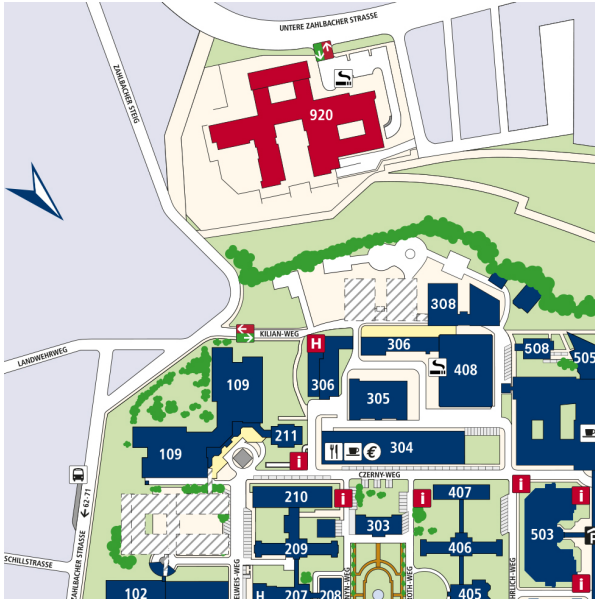 UNTERE ZAHLBACHER STRASSE
ZAHLBACHER STEIG
920
308
KILIAN-WEG
H
306
306
408
508
505
LANDWEHRWEG
109
305
211
304
€
109
i
CZERNY-WEG
210
i
i
407
i
i
303
62-71
503
209
406
SCHILLSTRASSE
ZAHLBACHER STRASSE
102
H
207
208
405
i